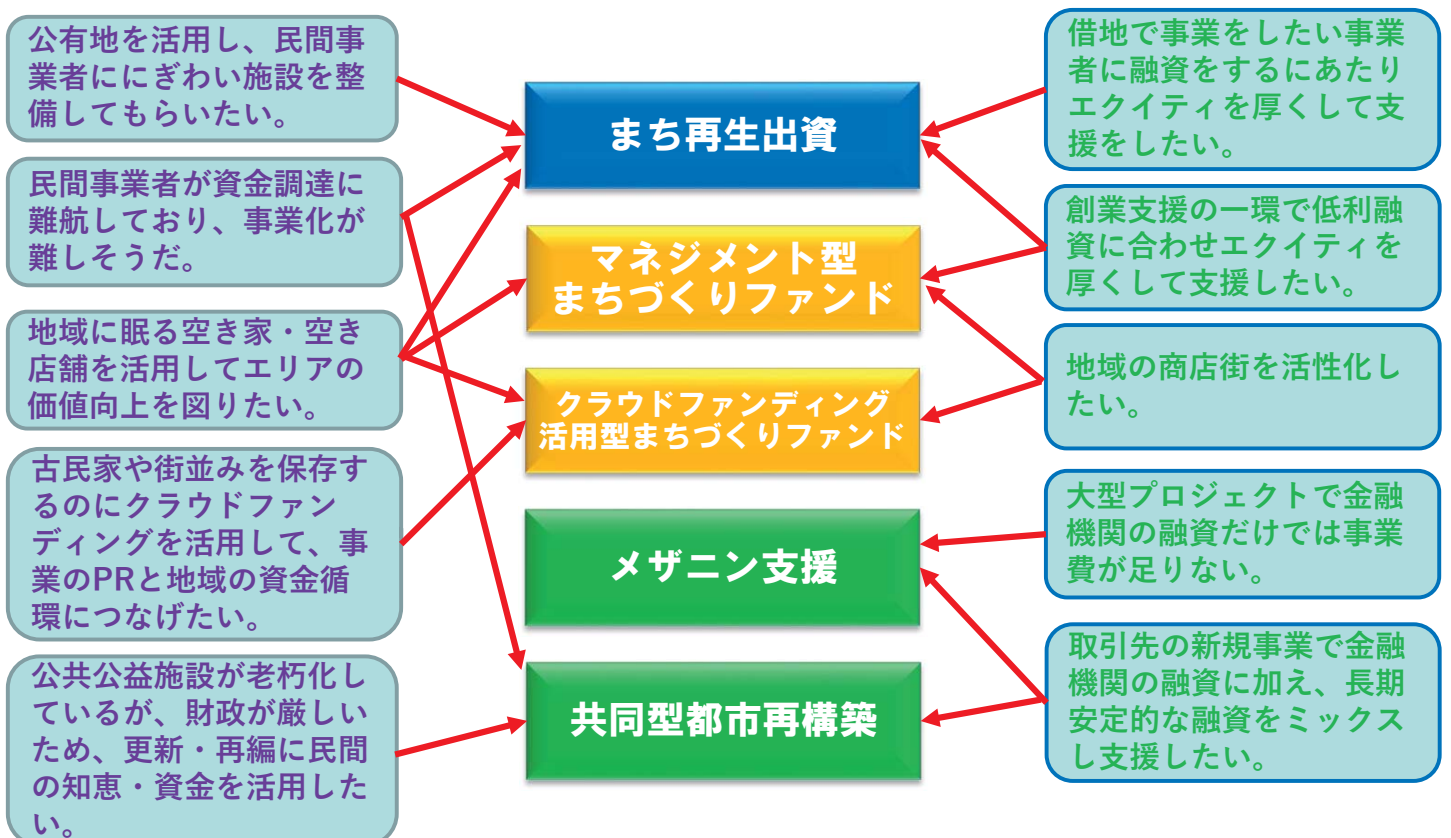 公有地を活用し、民間事
業者ににぎわい施設を整
備してもらいたい。
民間事業者が資金調達に
難航しており、事業化が
難しそうだ。
地域に眠る空き家・空き
店舗を活用してエリアの
価値向上を図りたい。
古民家や街並みを保存す
るのにクラウドファン
ディングを活用して、事
業のPRと地域の資金循
環につなげたい。
公共公益施設が老朽化し
ているが、財政が厳しい
ため、更新・再編に民間
の知恵・資金を活用した
い。
まち再生出資
マネジメント型
まちづくりファンド
クラウドファンディング
活用型まちづくりファンド
メザニン支援
共同型都市再構築
借地で事業をしたい事業
者に融資をするにあたり
エクイティを厚くして支
援をしたい。
創業支援の一環で低利融
資に合わせエクイティを
厚くして支援したい。
地域の商店街を活性化し
たい。
大型プロジェクトで金融
機関の融資だけでは事業
費が足りない。
取引先の新規事業で金融
機関の融資に加え、長期
安定的な融資をミックス
し支援したい。